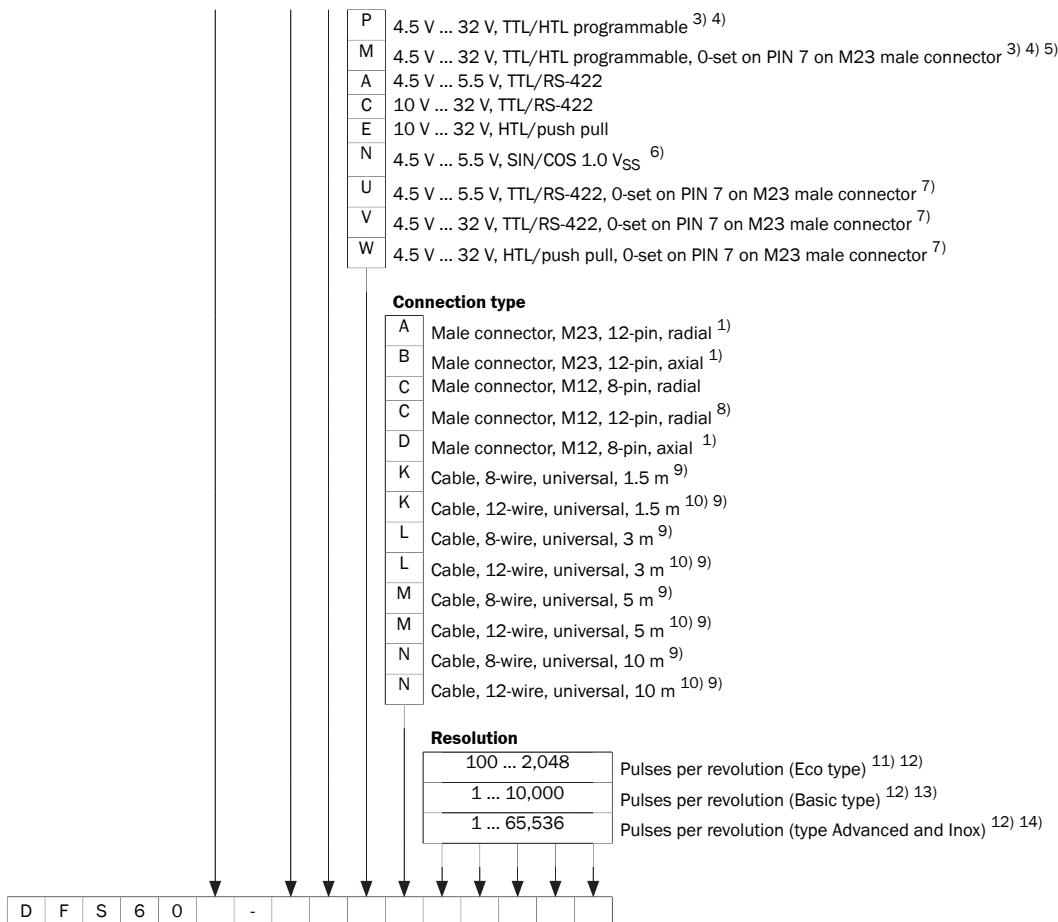 P 4.5 V ... 32 V, TTL/HTL programmable 3) 4)
M 4.5 V ... 32 V, TTL/HTL programmable, 0-set on PIN 7 on M23 male connector 3) 4) 5)
A 4.5 V ... 5.5 V, TTL/RS-422
C 10 V ... 32 V, TTL/RS-422
E 10 V ... 32 V, HTL/push pull
N 4.5 V ... 5.5 V, SIN/COS 1.0 VSS 6)
U 4.5 V ... 5.5 V, TTL/RS-422, 0-set on PIN 7 on M23 male connector 7)
V 4.5 V ... 32 V, TTL/RS-422, 0-set on PIN 7 on M23 male connector 7)
W 4.5 V ... 32 V, HTL/push pull, 0-set on PIN 7 on M23 male connector 7)
Connection type
A Male connector, M23, 12-pin, radial 1)
B Male connector, M23, 12-pin, axial 1)
C Male connector, M12, 8-pin, radial
C Male connector, M12, 12-pin, radial 8)
D Male connector, M12, 8-pin, axial 1)
K Cable, 8-wire, universal, 1.5 m 9)
K Cable, 12-wire, universal, 1.5 m 10) 9)
L Cable, 8-wire, universal, 3 m 9)
L Cable, 12-wire, universal, 3 m 10) 9)
M Cable, 8-wire, universal, 5 m 9)
M Cable, 12-wire, universal, 5 m 10) 9)
N Cable, 8-wire, universal, 10 m 9)
N Cable, 12-wire, universal, 10 m 10) 9)
Resolution
100 ... 2,048 Pulses per revolution (Eco type) 11) 12)
1 ... 10,000 Pulses per revolution (Basic type) 12) 13)
1 ... 65,536 Pulses per revolution (type Advanced and Inox) 12) 14)
D F S 6 0 -